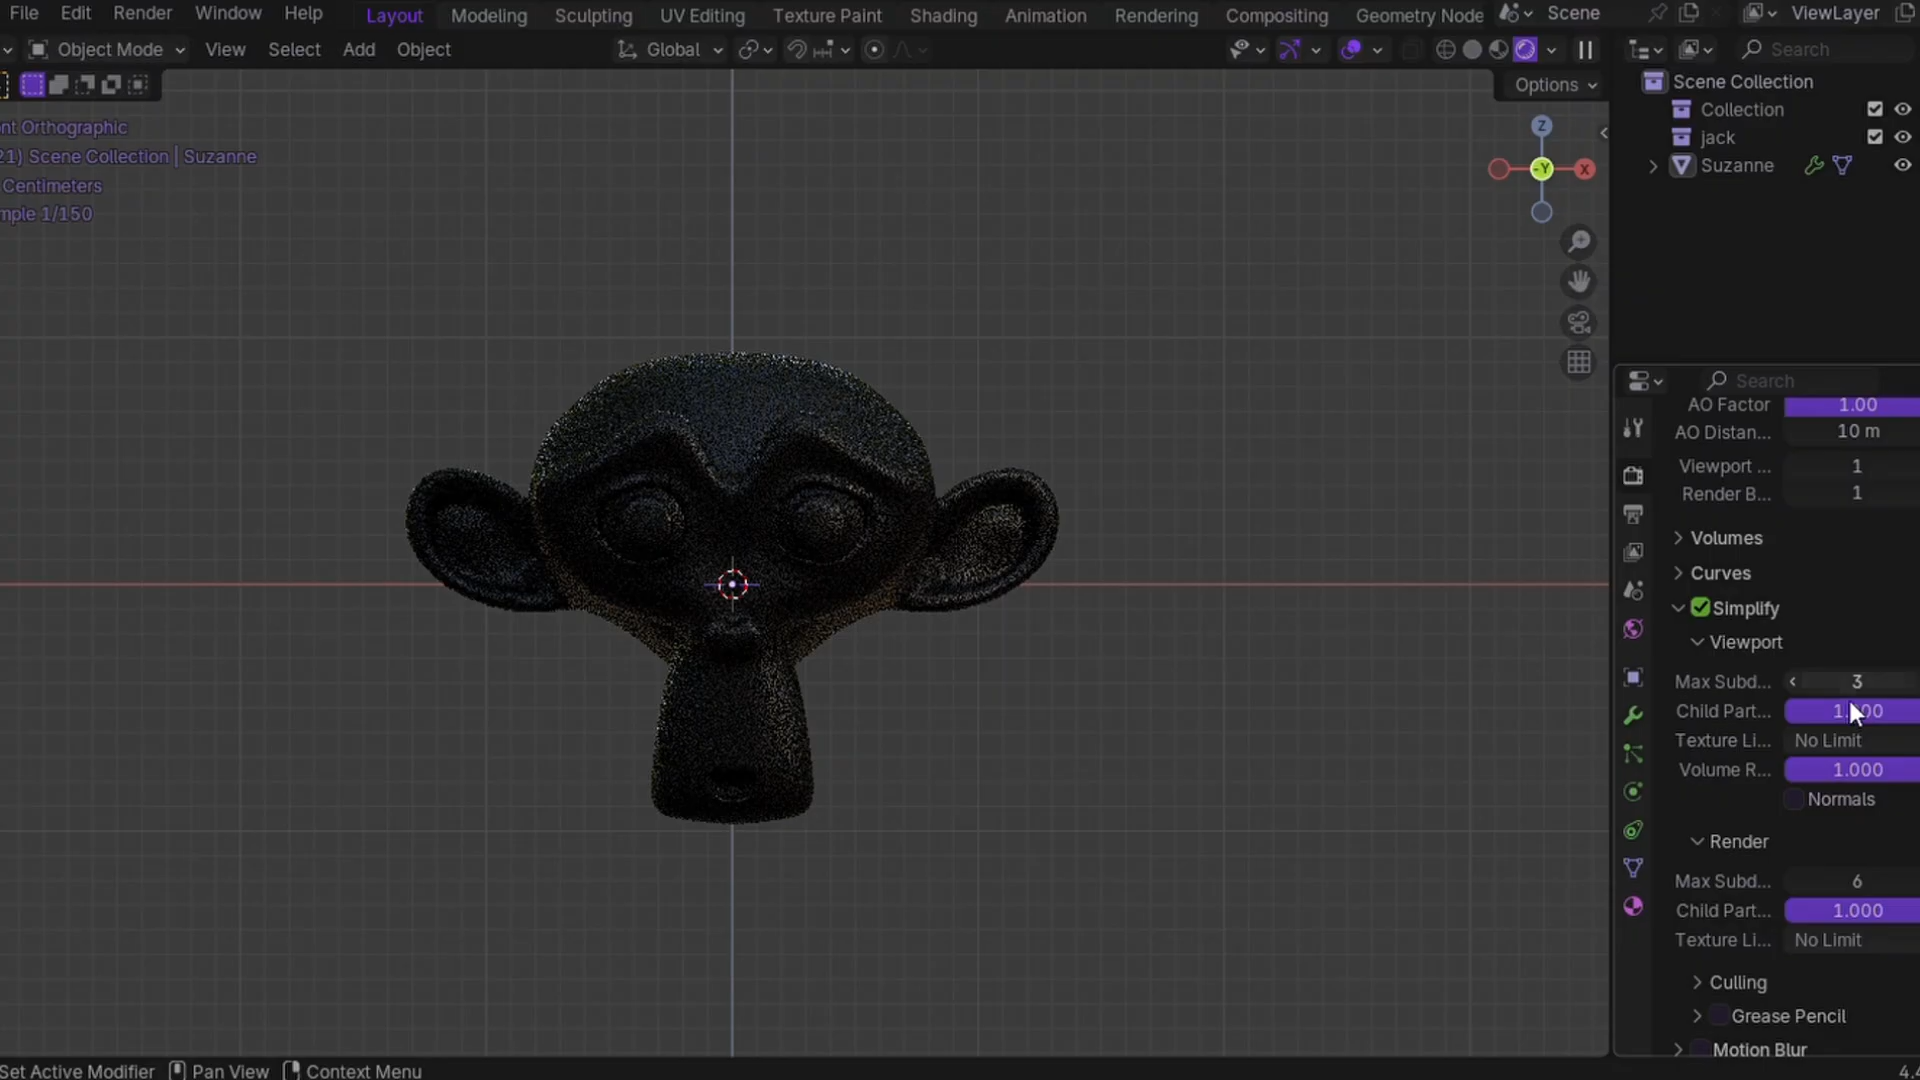 File Edit Render Window Help Layout Modeling Sculpting UV Editing Texture Paint Shading Animation Rendering Compositing Geometry Node Scene ViewLayer
Object Mode View Select Add Object Global Search
Options
Scene Collection
Collection
jack
Suzanne
nt Orthographic
21) Scene Collection | Suzanne
Centimeters
mple 1/150
Z
-Y
X
Search
AO Factor 1.00
AO Distan... 10 m
Viewport ... 1
Render B... 1
Volumes
Curves
Simplify
Viewport
Max Subd... 3
Child Part...
Texture Li... No Limit
Volume R... 1.000
Normals
Render
Max Subd... 6
Child Part... 1.000
Texture Li... No Limit
Culling
Grease Pencil
Motion Blur
Set Active Modifier Pan View Context Menu